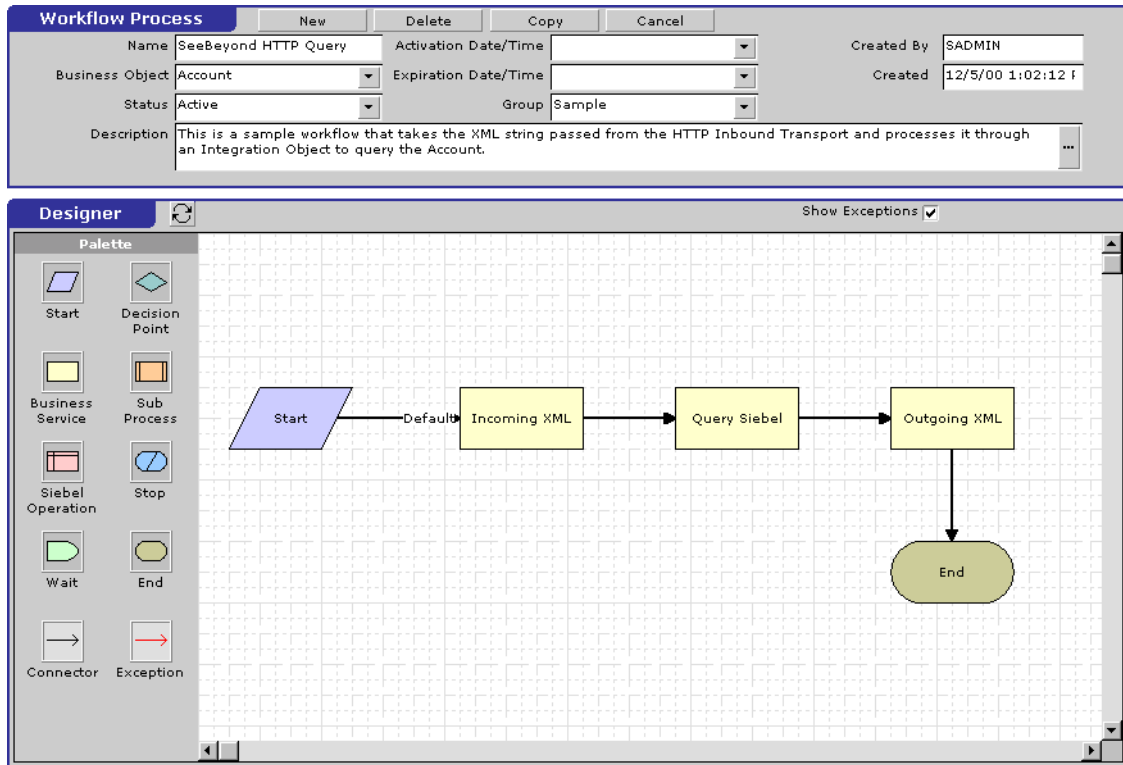 Workflow Process
New Delete Copy Cancel
Name SeeBeyond HTTP Query Activation Date/Time Created By SADMIN
Business Object Account Expiration Date/Time Created 12/5/00 1:02:12
Status Active Group Sample
Description This is a sample workflow that takes the XML string passed from the HTTP Inbound Transport and processes it through
an Integration Object to query the Account.
...
Designer Show Exceptions
Palette
Start Decision
Point
Business
Service
Sub
Process
Siebel
Operation
Stop
Wait End
Connector Exception
Start Default Incoming XML Query Siebel Outgoing XML
End